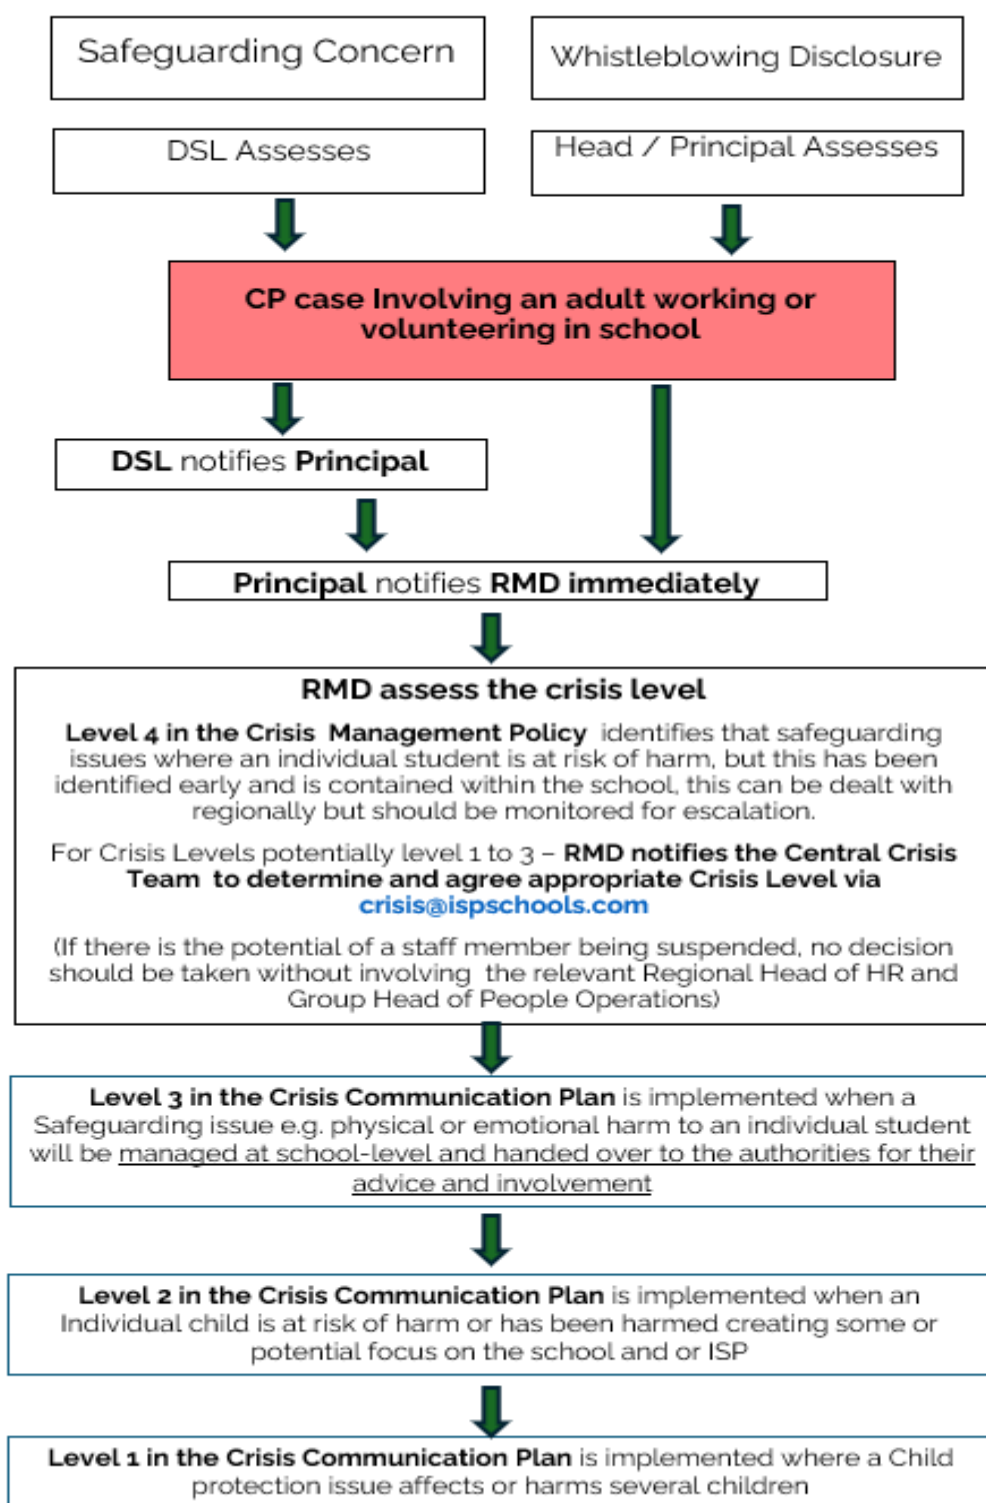 Safeguarding Concern
Whistleblowing Disclosure
DSL Assesses
Head / Principal Assesses
CP case Involving an adult working or
volunteering in school
DSL notifies Principal
Principal notifies RMD immediately
RMD assess the crisis level
Level 4 in the Crisis Management Policy identifies that safeguarding
issues where an individual student is at risk of harm, but this has been
identified early and is contained within the school, this can be dealt with
regionally but should be monitored for escalation.
For Crisis Levels potentially level 1 to 3 – RMD notifies the Central Crisis
Team to determine and agree appropriate Crisis Level via
crisis@ispschools.com
(If there is the potential of a staff member being suspended, no decision
should be taken without involving the relevant Regional Head of HR and
Group Head of People Operations)
Level 3 in the Crisis Communication Plan is implemented when a
Safeguarding issue e.g. physical or emotional harm to an individual student
will be managed at school-level and handed over to the authorities for their
advice and involvement
Level 2 in the Crisis Communication Plan is implemented when an
Individual child is at risk of harm or has been harmed creating some or
potential focus on the school and or ISP
Level 1 in the Crisis Communication Plan is implemented where a Child
protection issue affects or harms several children